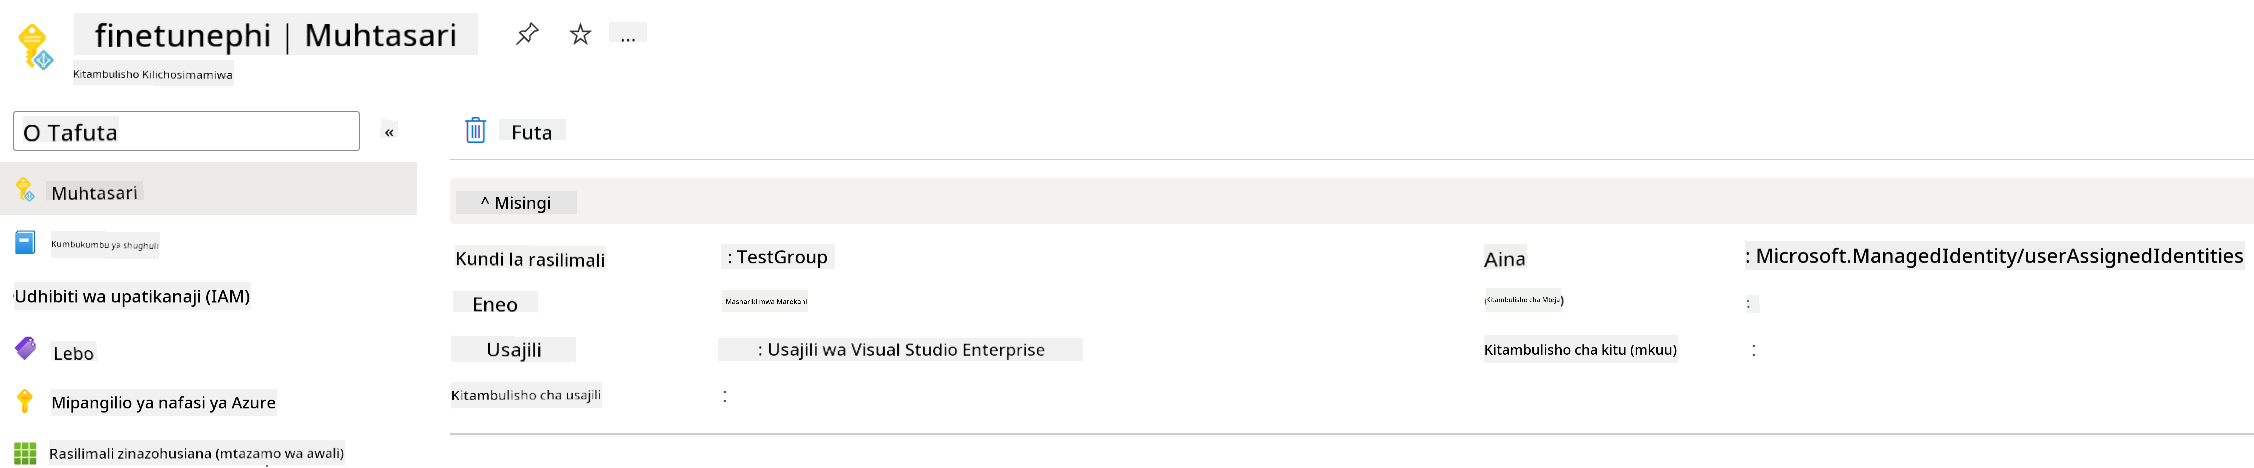 finetunephi | Muhtasari
...
Kitambulisho Kilichosimamiwa
O Tafuta
«
Futa
Muhtasari
^ Misingi
Kumbukumbu ya shughuli
Kundi la rasilimali : TestGroup
Aina : Microsoft.ManagedIdentity/userAssignedIdentities
Udhibiti wa upatikanaji (IAM)
Eneo Mashariki mwa Marekani
(Kitambulisho cha Mteja) :
Lebo
Usajili : Usajili wa Visual Studio Enterprise
Kitambulisho cha kitu (mkuu) :
Mipangilio ya nafasi ya Azure
Kitambulisho cha usajili :
Rasilimali zinazohusiana (mtazamo wa awali)